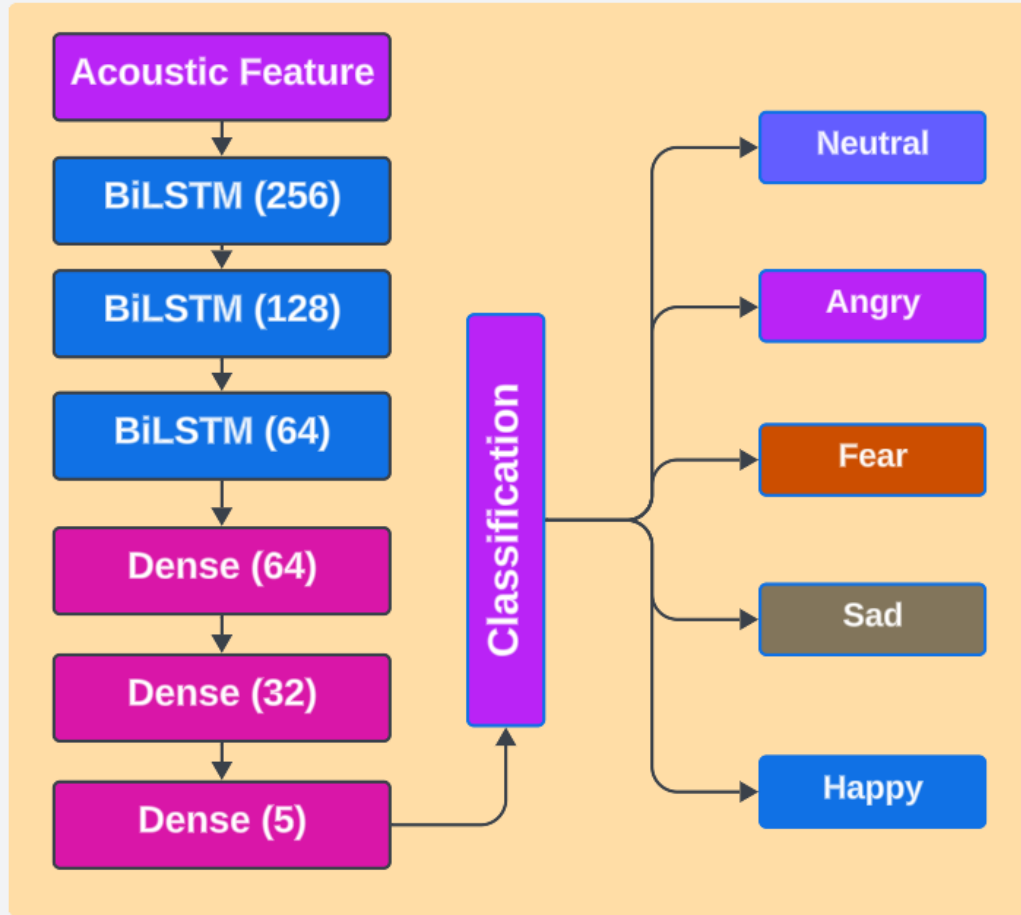 Acoustic Feature
BiLSTM (256)
BiLSTM (128)
BiLSTM (64)
Dense (64)
Dense (32)
Dense (5)
Classification
Neutral
Angry
Fear
Sad
Happy